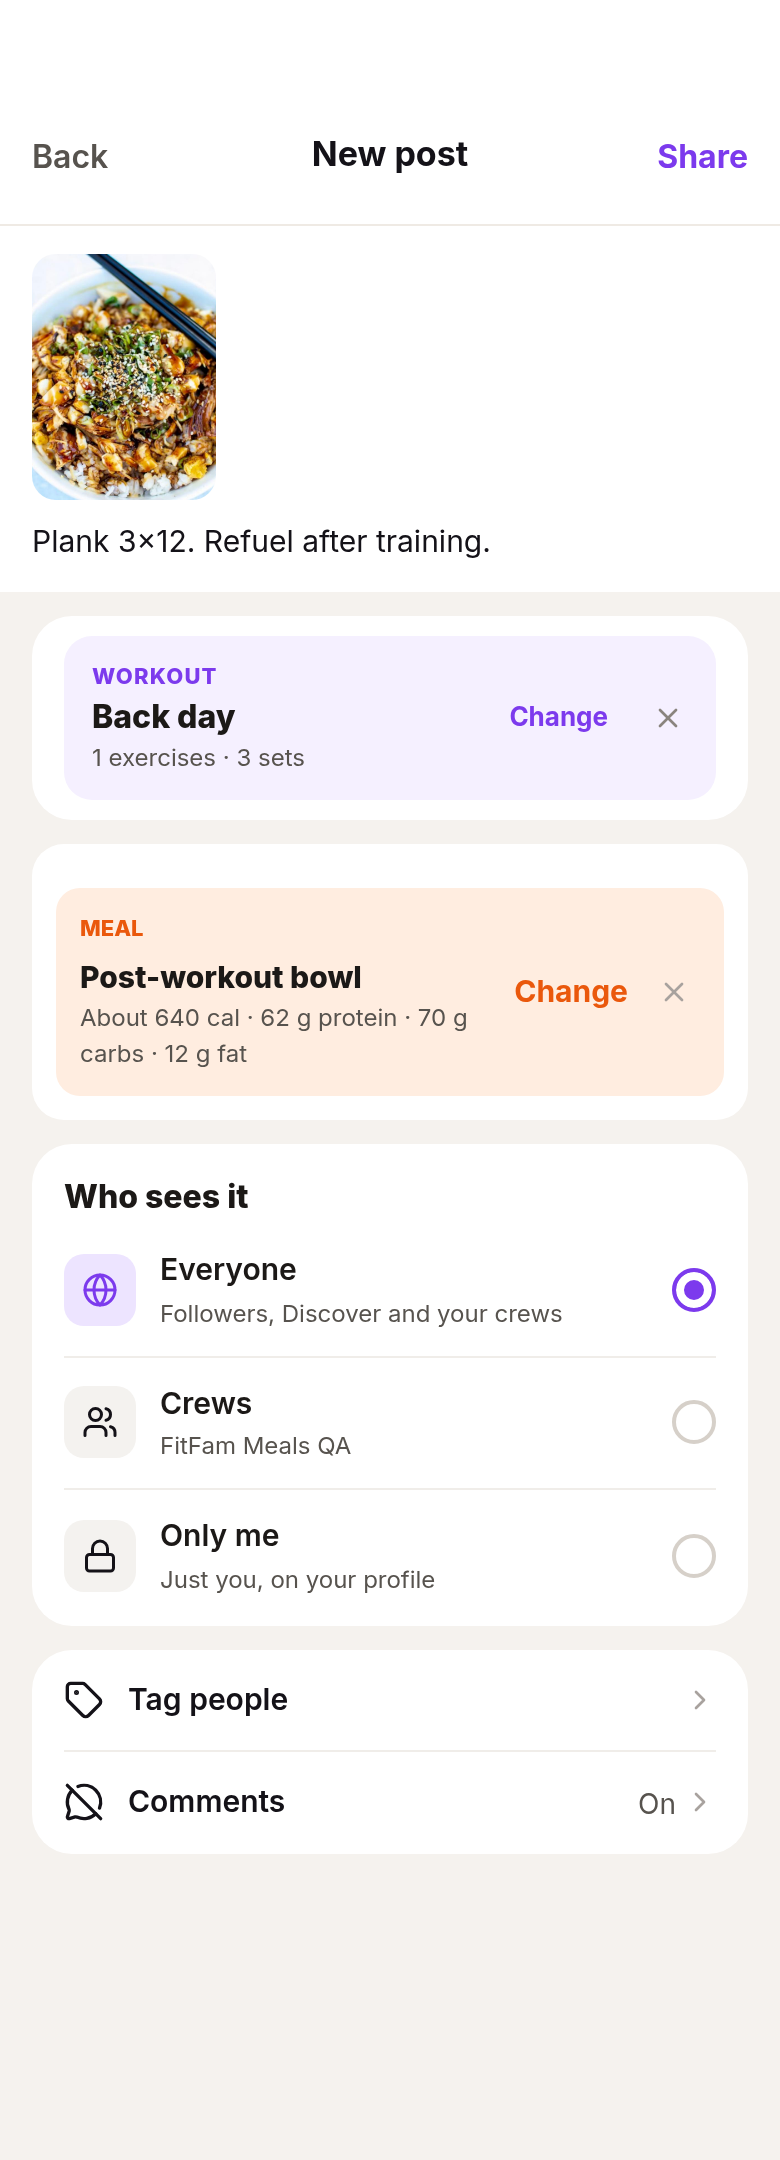 Back
New post
Share
Plank 3×12. Refuel after training.
WORKOUT
Back day
1 exercises · 3 sets
Change
MEAL
Post-workout bowl
About 640 cal · 62 g protein · 70 g
carbs · 12 g fat
Change
Who sees it
Everyone
Followers, Discover and your crews
Crews
FitFam Meals QA
Only me
Just you, on your profile
Tag people
Comments
On